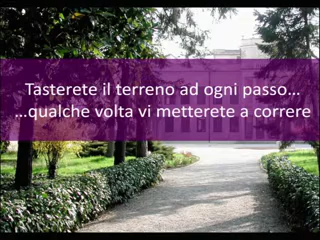 Tasterete il terreno ad ogni passo...
...qualche volta vi metterete a correre